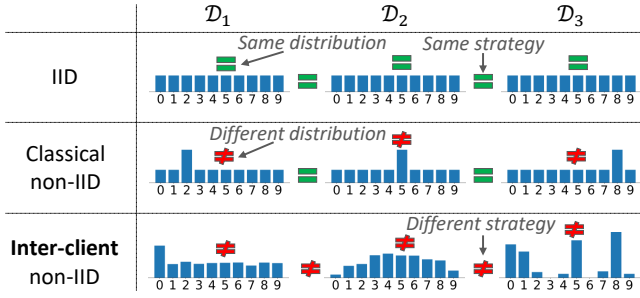 𝒟₁ 𝒟₂ 𝒟₃
Same distribution Same strategy
IID
0 1 2 3 4 5 6 7 8 9 0 1 2 3 4 5 6 7 8 9 0 1 2 3 4 5 6 7 8 9
Different distribution
Classical
non-IID
0 1 2 3 4 5 6 7 8 9 0 1 2 3 4 5 6 7 8 9 0 1 2 3 4 5 6 7 8 9
Different strategy
Inter-client
non-IID
0 1 2 3 4 5 6 7 8 9 0 1 2 3 4 5 6 7 8 9 0 1 2 3 4 5 6 7 8 9